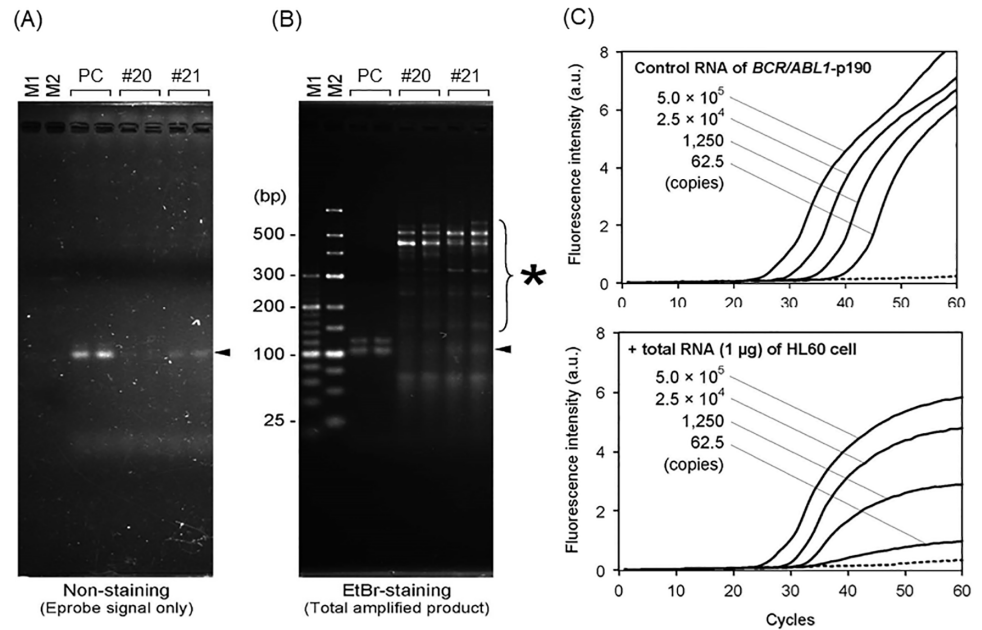 (A)
M1 M2 PC #20 #21
Non-staining
(Eprobe signal only)
(B)
M1 M2 PC #20 #21
(bp)
500 -
300 -
200 -
100 -
25 -
*
EtBr-staining
(Total amplified product)
(C)
Fluorescence intensity (a.u.)
8
6
4
2
0
Control RNA of BCR/ABL1-p190
5.0 × 10⁵
2.5 × 10⁴
1,250
62.5
(copies)
0 10 20 30 40 50 60
Fluorescence intensity (a.u.)
8
6
4
2
0
+ total RNA (1 µg) of HL60 cell
5.0 × 10⁵
2.5 × 10⁴
1,250
62.5
(copies)
0 10 20 30 40 50 60
Cycles